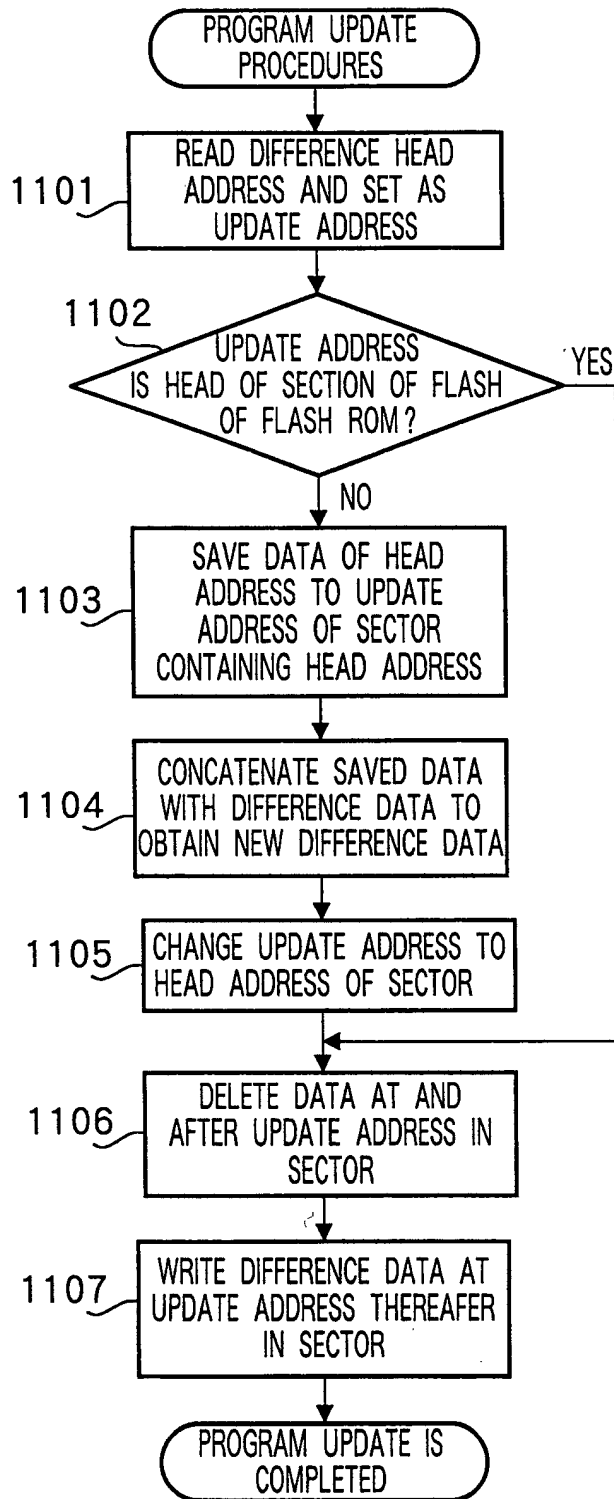 PROGRAM UPDATE
PROCEDURES
1101
READ DIFFERENCE HEAD
ADDRESS AND SET AS
UPDATE ADDRESS
1102
UPDATE ADDRESS
IS HEAD OF SECTION OF FLASH
OF FLASH ROM?
YES
NO
1103
SAVE DATA OF HEAD
ADDRESS TO UPDATE
ADDRESS OF SECTOR
CONTAINING HEAD ADDRESS
1104
CONCATENATE SAVED DATA
WITH DIFFERENCE DATA TO
OBTAIN NEW DIFFERENCE DATA
1105
CHANGE UPDATE ADDRESS TO
HEAD ADDRESS OF SECTOR
1106
DELETE DATA AT AND
AFTER UPDATE ADDRESS IN
SECTOR
1107
WRITE DIFFERENCE DATA AT
UPDATE ADDRESS THEREAFER
IN SECTOR
PROGRAM UPDATE IS
COMPLETED